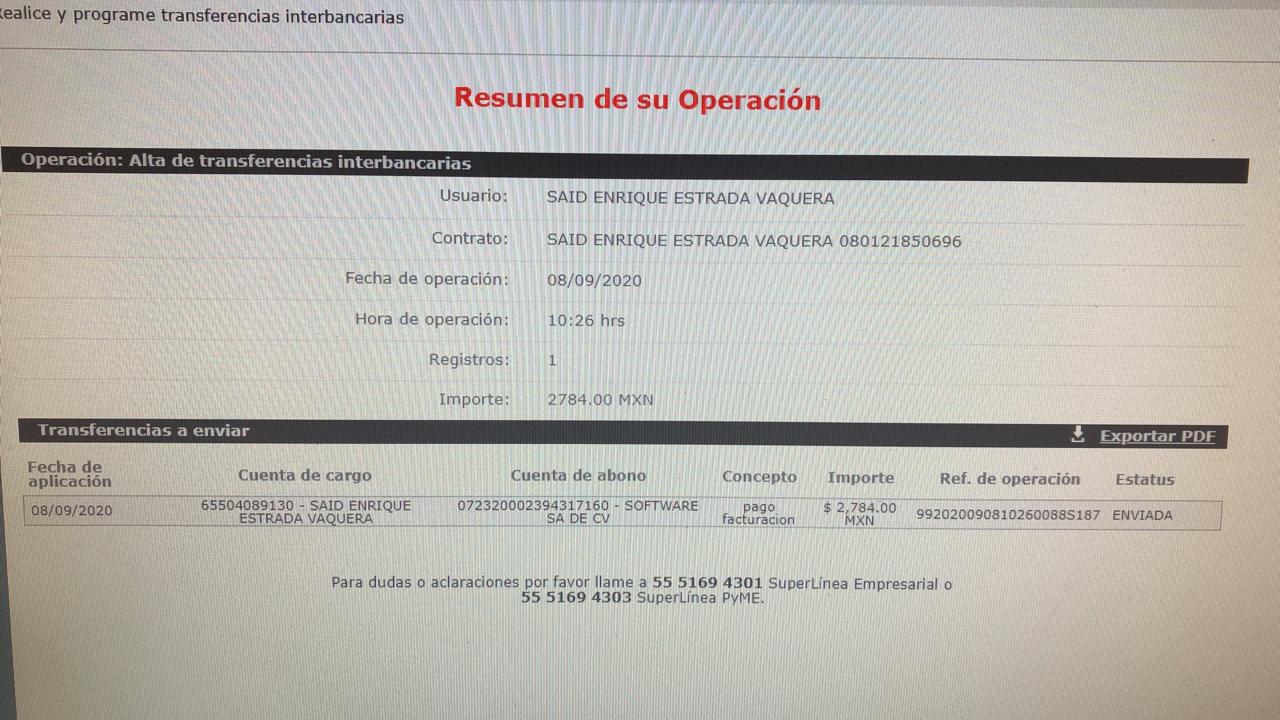 ealice y programe transferencias interbancarias
Resumen de su Operación
Operación: Alta de transferencias interbancarias
Usuario: SAID ENRIQUE ESTRADA VAQUERA
Contrato: SAID ENRIQUE ESTRADA VAQUERA 080121850696
Fecha de operación: 08/09/2020
Hora de operación: 10:26 hrs
Registros: 1
Importe: 2784.00 MXN
Transferencias a enviar Exportar PDF
Fecha de aplicación Cuenta de cargo Cuenta de abono Concepto Importe Ref. de operación Estatus
08/09/2020 65504089130 - SAID ENRIQUE ESTRADA VAQUERA 072320002394317160 - SOFTWARE SA DE CV pago facturacion $ 2,784.00 MXN 992020090810260088S187 ENVIADA
Para dudas o aclaraciones por favor llame a 55 5169 4301 SuperLínea Empresarial o
55 5169 4303 SuperLínea PyME.